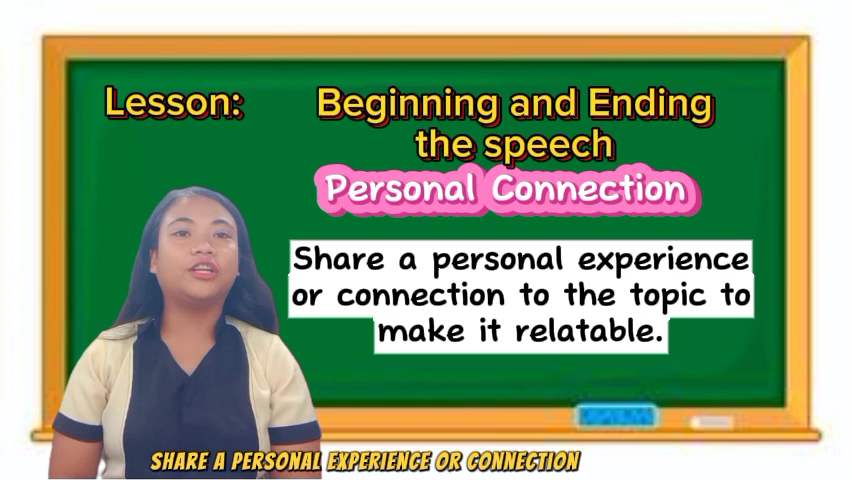 Lesson:
Beginning and Ending
the speech
Personal Connection
Share a personal experience
or connection to the topic to
make it relatable.
SHARE A PERSONAL EXPERIENCE OR CONNECTION